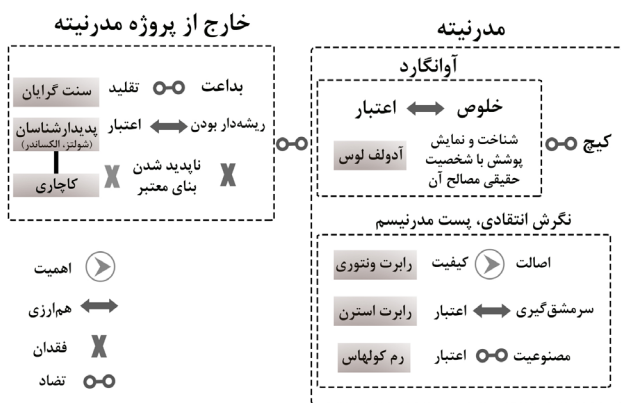 مدرنیته
آوانگارد
خلوص اعتبار
کیچ
آدولف لوس
شناخت و نمایش
پوشش با شخصیت
حقیقی مصالح آن
نگرش انتقادی، پست مدرنیسم
اصالت کیفیت رابرت ونتوری
سرمشق‌گیری اعتبار رابرت استرن
مصنوعیت اعتبار رم کولهاس
خارج از پروژه مدرنیته
بداعت تقلید سنت گرایان
ریشه‌دار بودن اعتبار پدیدارشناسان
(شولتز، الکساندر)
ناپدید شدن
بنای معتبر
کاچاری
اهمیت
هم‌ارزی
فقدان
تضاد